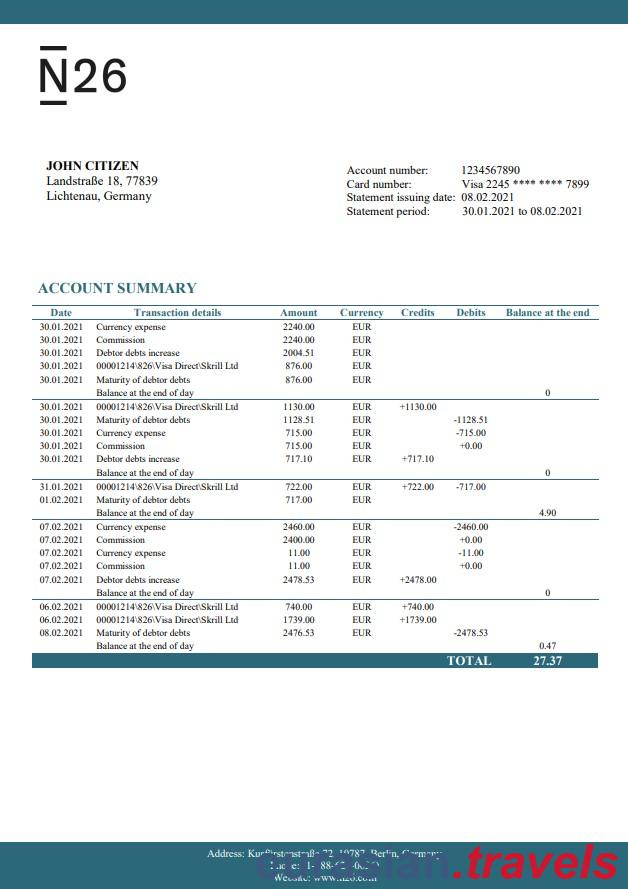 N26
JOHN CITIZEN
Landstraße 18, 77839
Lichtenau, Germany
Account number: 1234567890
Card number: Visa 2245 **** **** 7899
Statement issuing date: 08.02.2021
Statement period: 30.01.2021 to 08.02.2021
ACCOUNT SUMMARY
Date Transaction details Amount Currency Credits Debits Balance at the end
30.01.2021 Currency expense 2240.00 EUR
30.01.2021 Commission 2240.00 EUR
30.01.2021 Debtor debts increase 2004.51 EUR
30.01.2021 00001214\826\Visa Direct\Skrill Ltd 876.00 EUR
30.01.2021 Maturity of debtor debts 876.00 EUR
Balance at the end of day 0
30.01.2021 00001214\826\Visa Direct\Skrill Ltd 1130.00 EUR +1130.00
30.01.2021 Maturity of debtor debts 1128.51 EUR -1128.51
30.01.2021 Currency expense 715.00 EUR -715.00
30.01.2021 Commission 715.00 EUR +0.00
30.01.2021 Debtor debts increase 717.10 EUR +717.10
Balance at the end of day 0
31.01.2021 00001214\826\Visa Direct\Skrill Ltd 722.00 EUR +722.00 -717.00
01.02.2021 Maturity of debtor debts 717.00 EUR
Balance at the end of day 4.90
07.02.2021 Currency expense 2460.00 EUR -2460.00
07.02.2021 Commission 2400.00 EUR +0.00
07.02.2021 Currency expense 11.00 EUR -11.00
07.02.2021 Commission 11.00 EUR +0.00
07.02.2021 Debtor debts increase 2478.53 EUR +2478.00
Balance at the end of day 0
06.02.2021 00001214\826\Visa Direct\Skrill Ltd 740.00 EUR +740.00
06.02.2021 00001214\826\Visa Direct\Skrill Ltd 1739.00 EUR +1739.00
08.02.2021 Maturity of debtor debts 2476.53 EUR -2478.53
Balance at the end of day 0.47
TOTAL 27.37
Address: 72, 10787, Berlin, Germany
Website: www.n26.com
.travels